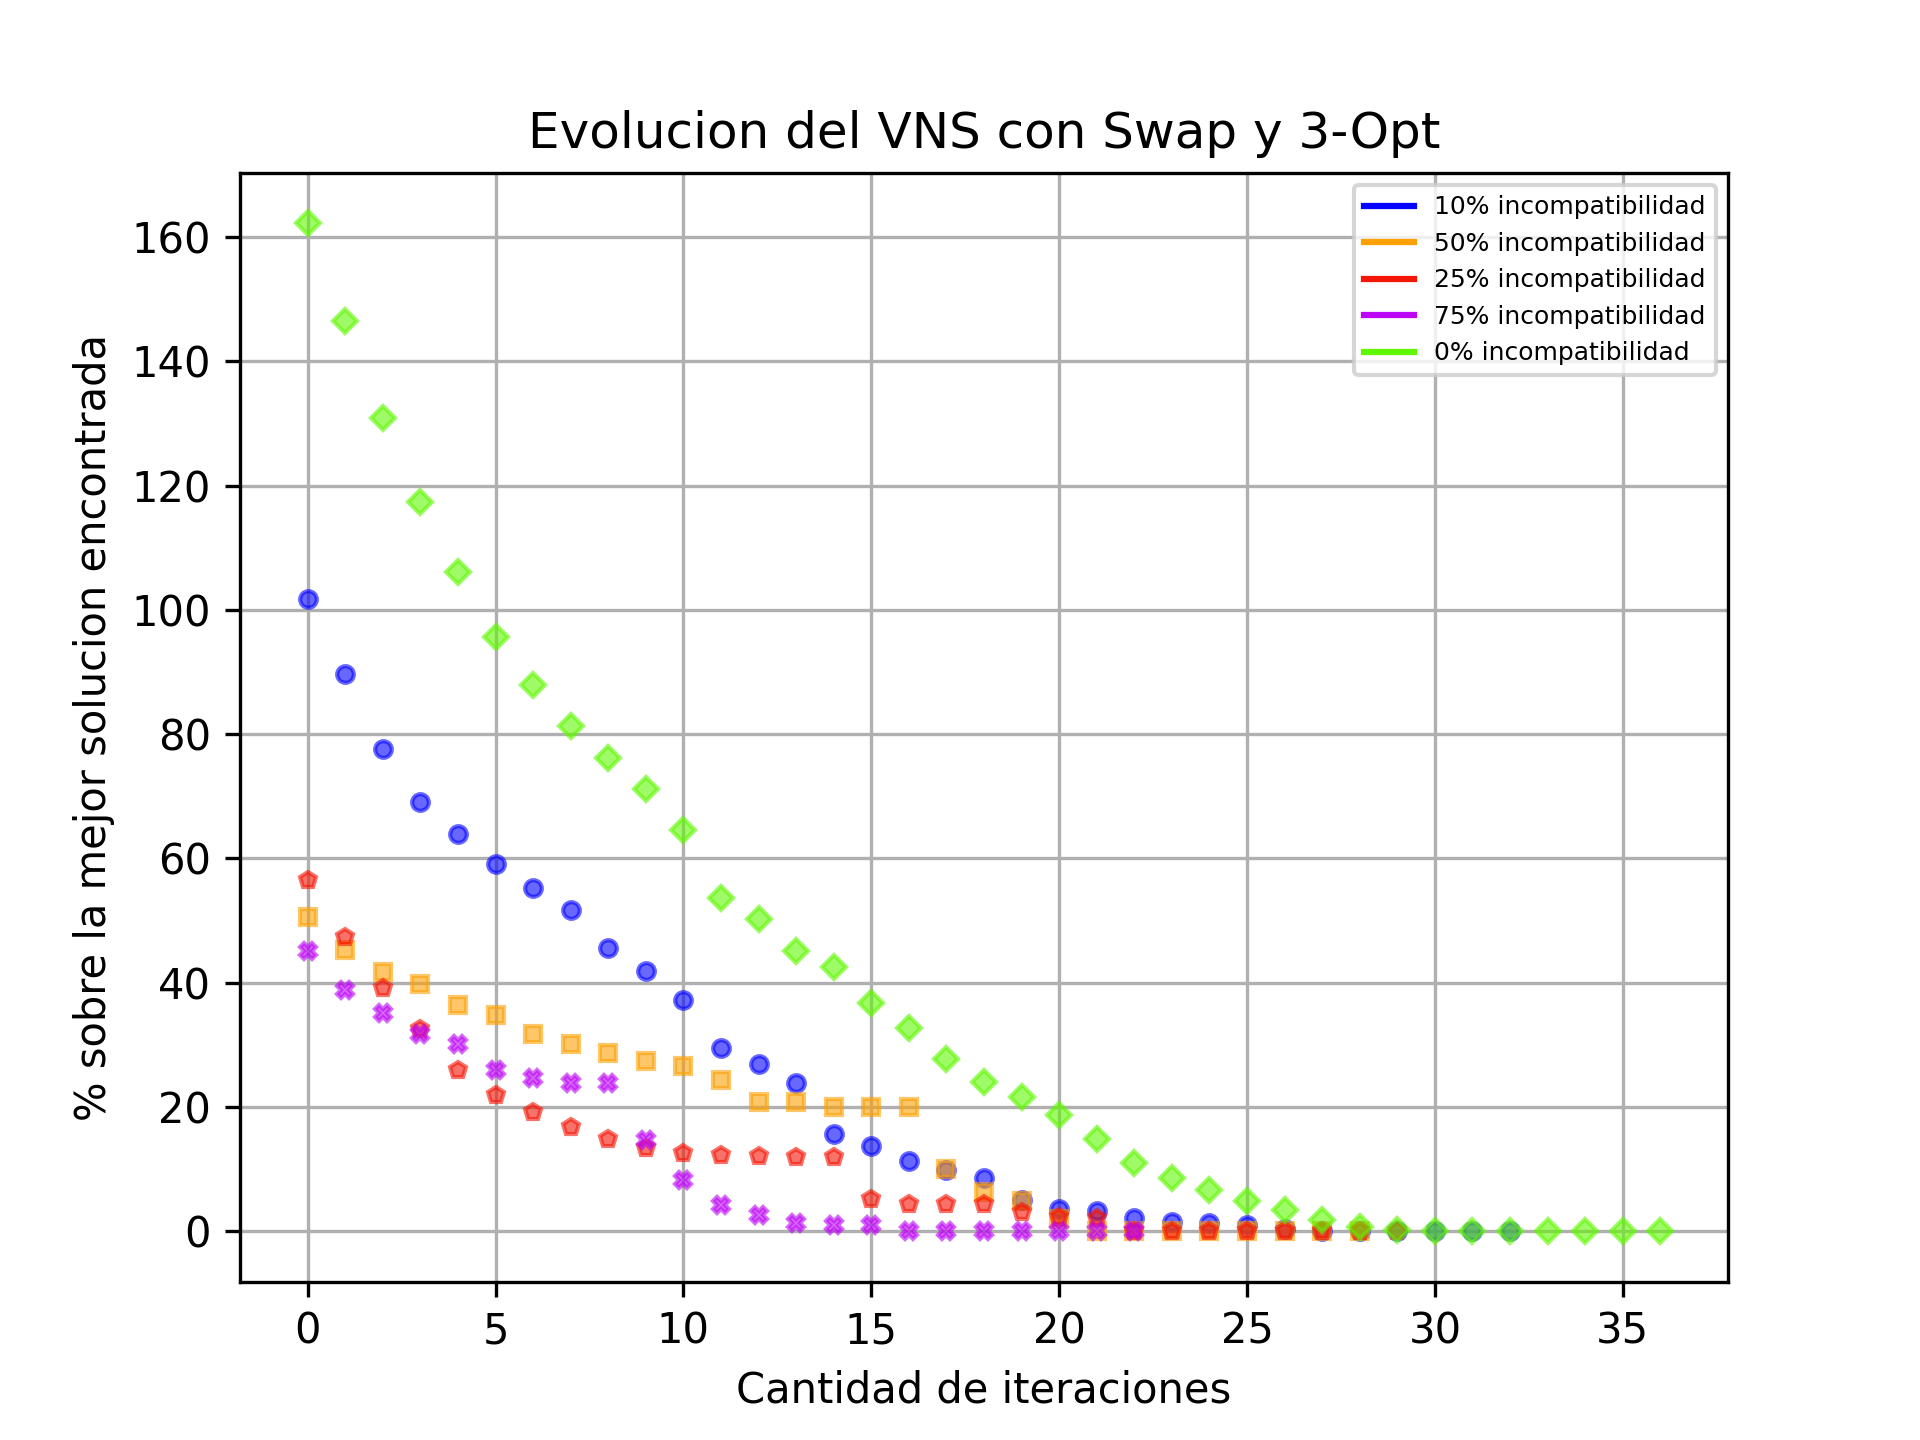 Evolucion del VNS con Swap y 3-Opt
% sobre la mejor solucion encontrada
160
140
120
100
80
60
40
20
0
10% incompatibilidad
50% incompatibilidad
25% incompatibilidad
75% incompatibilidad
0% incompatibilidad
0 5 10 15 20 25 30 35
Cantidad de iteraciones